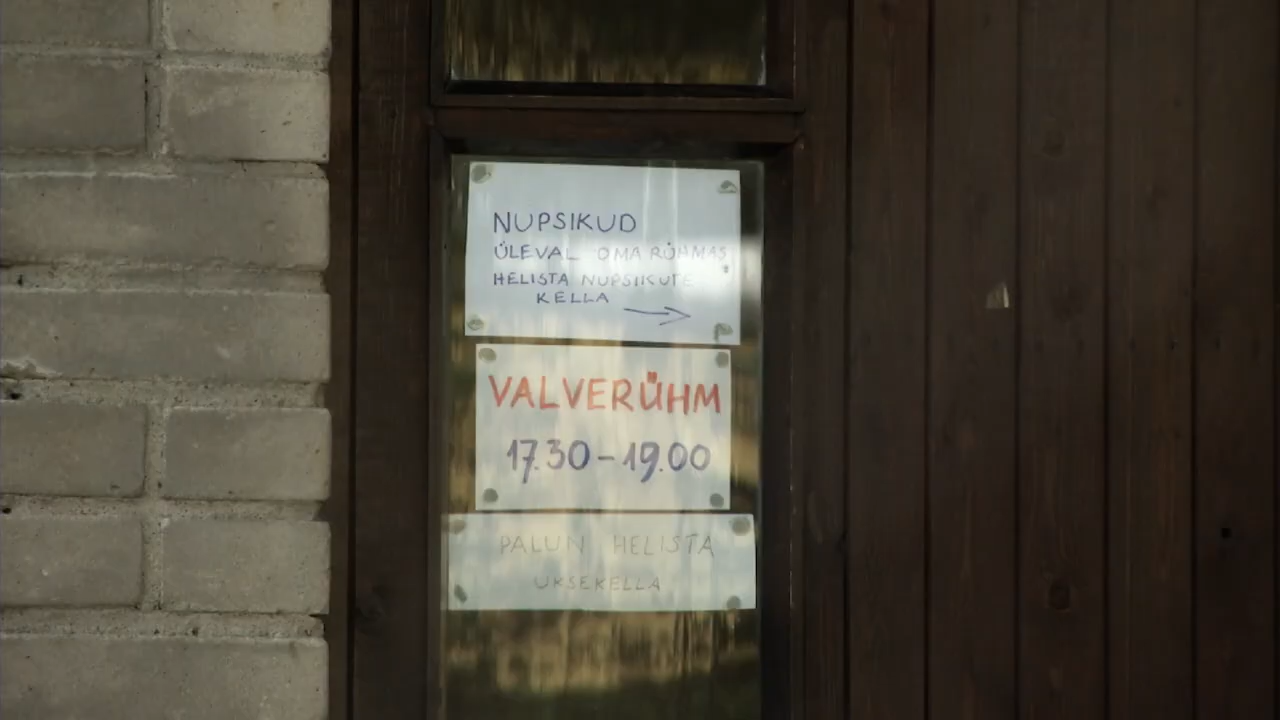 NUPSIKUD
ÜLEVAL OMA RÜHMAS
HELISTA NUPSIKUTE
KELLA
VALVERÜHM
17.30-19.00
PALUN HELISTA
UKSEKELLA